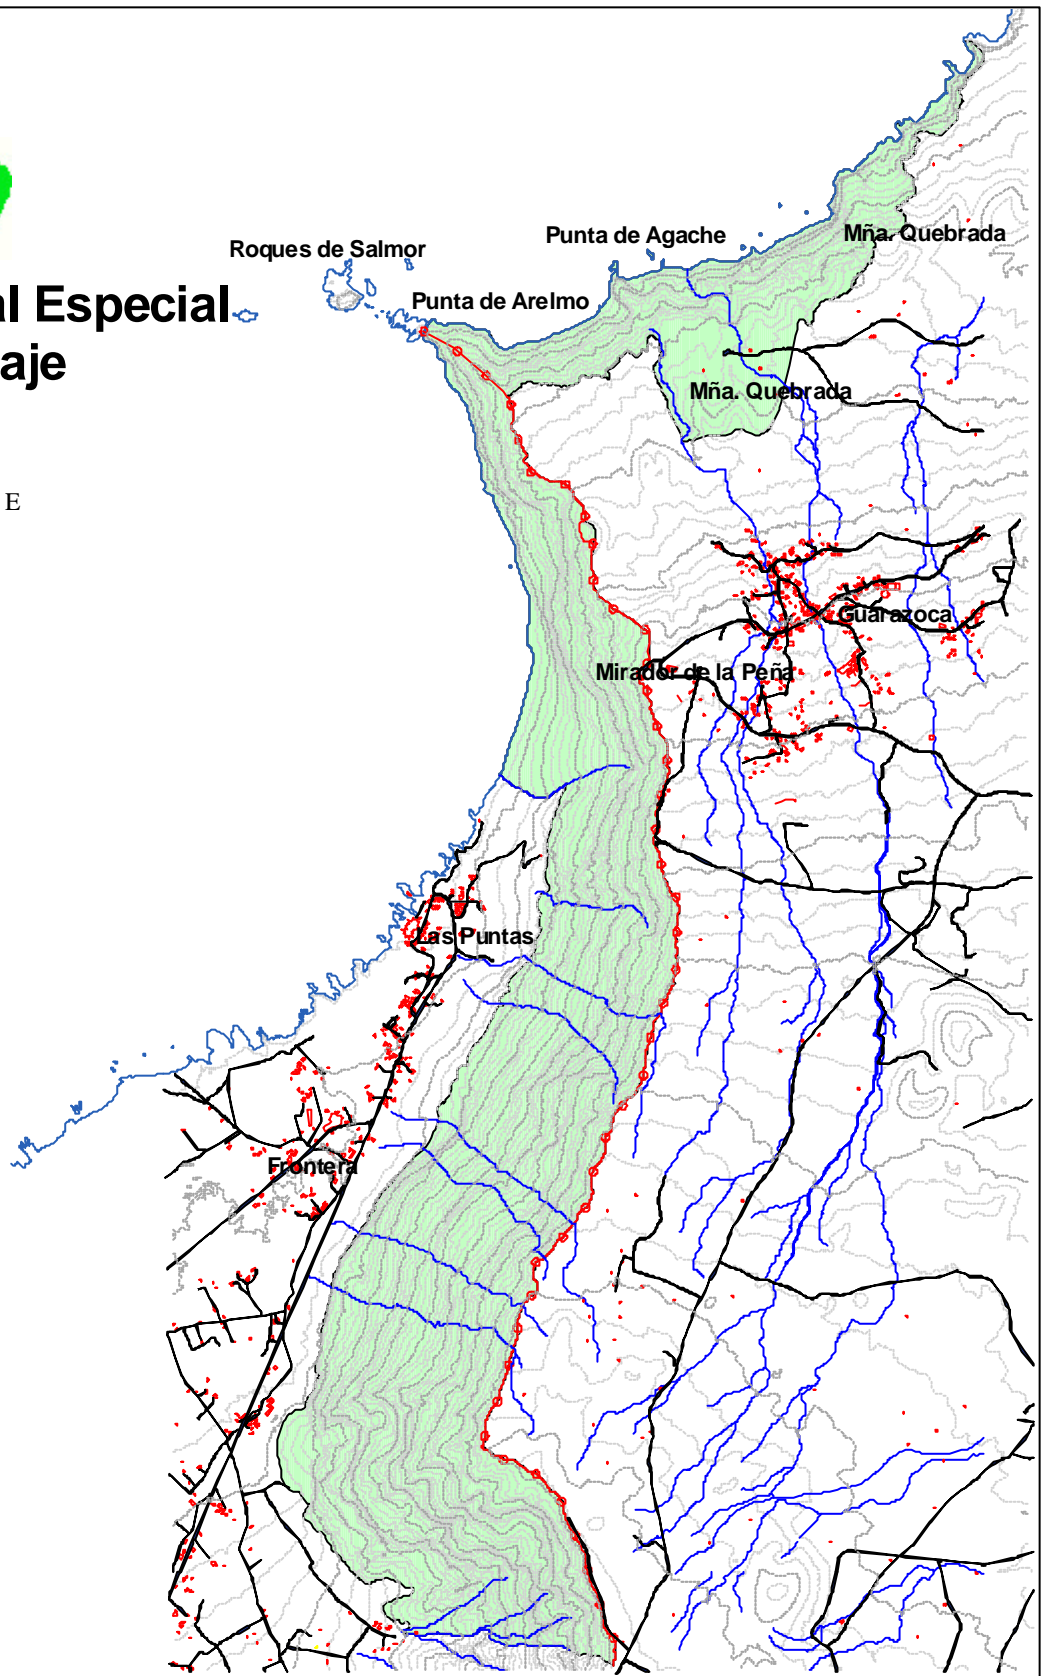 Mña. Quebrada
Punta de Agache
Roques de Salmor
Punta de Arelmo
al Especial
aje
Mña. Quebrada
E
Guarazoca
Mirador de la Peña
Las Puntas
Frontera